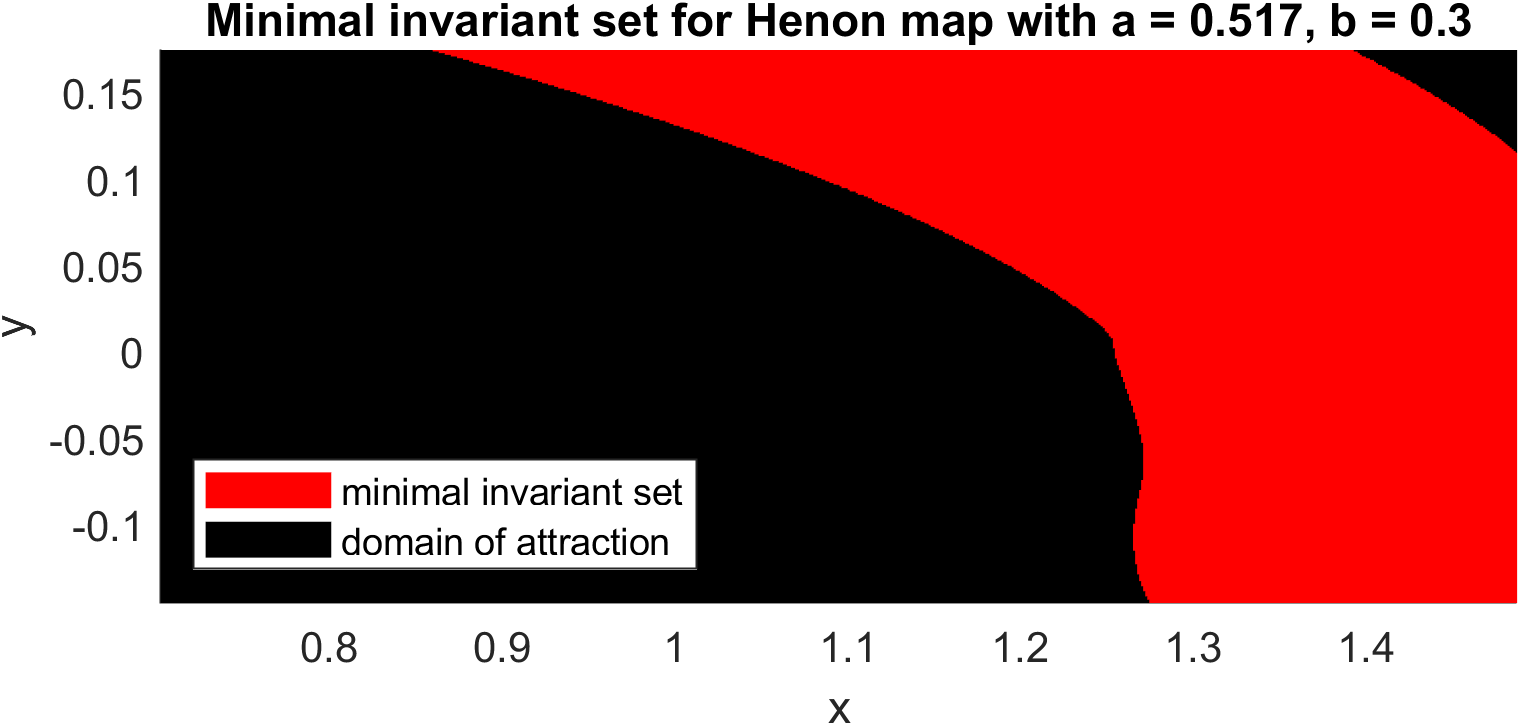 Minimal invariant set for Henon map with a = 0.517, b = 0.3
0.15
0.1
0.05
0
-0.05
-0.1
y
minimal invariant set
domain of attraction
0.8 0.9 1 1.1 1.2 1.3 1.4
x